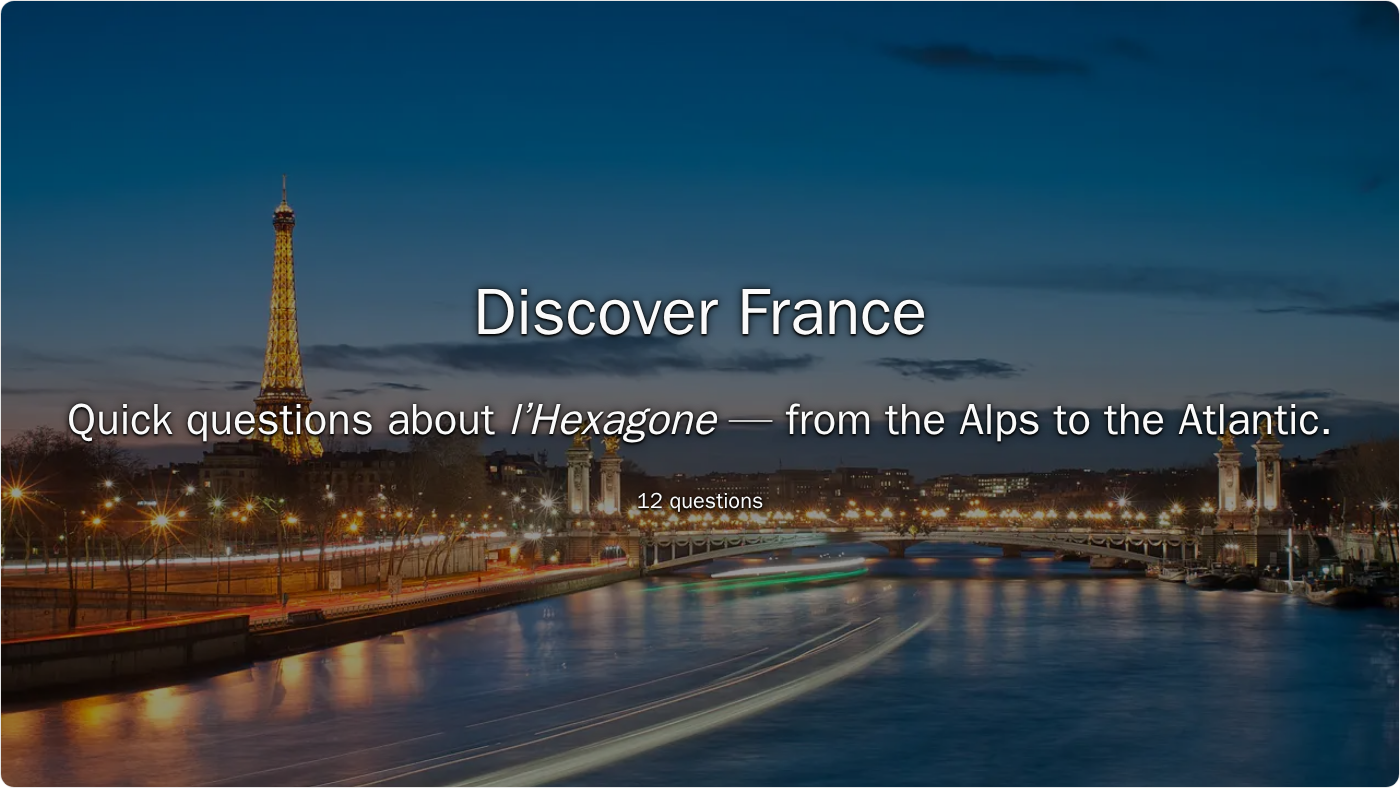 Discover France
Quick questions about l’Hexagone — from the Alps to the Atlantic.
12 questions